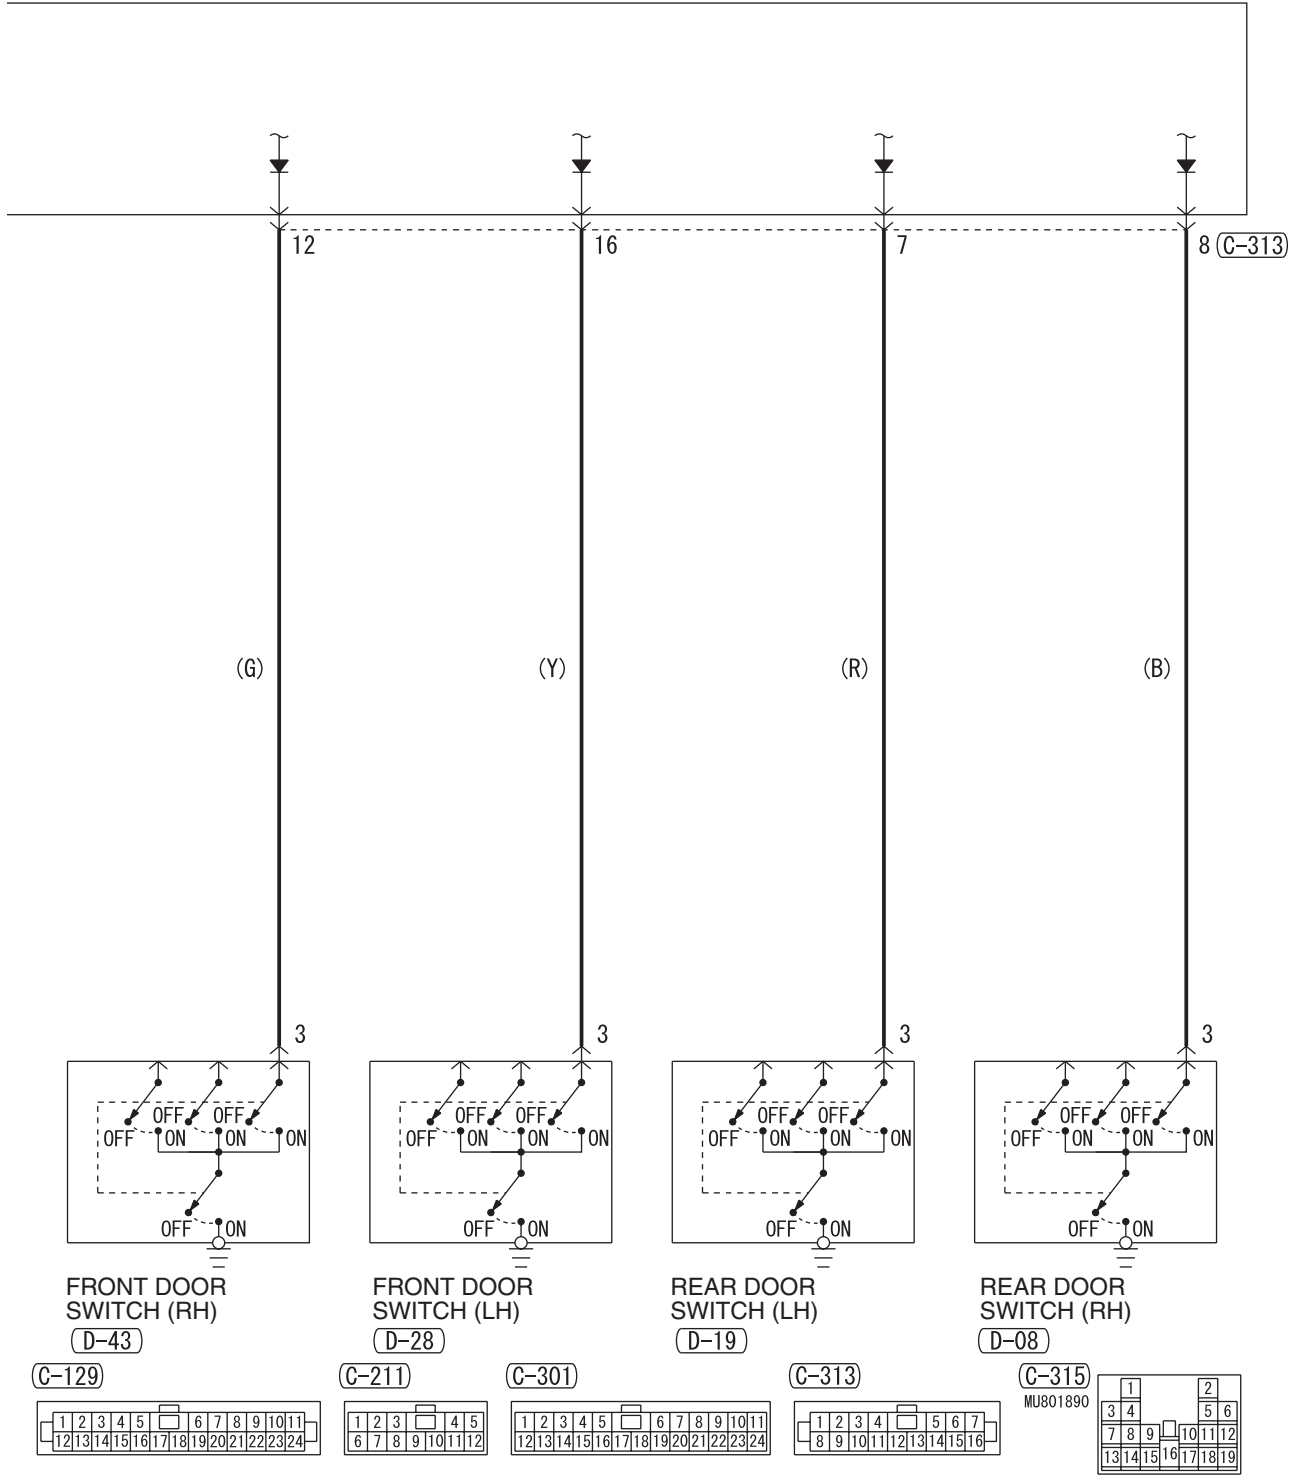 12 16 7 8 C-313
(G) (Y) (R) (B)
3 3 3 3
OFF OFF OFF OFF OFF OFF OFF OFF
OFF ON ON ON OFF ON ON ON OFF ON ON ON OFF ON ON ON
OFF ON OFF ON OFF ON OFF ON
FRONT DOOR
SWITCH (RH)
D-43
FRONT DOOR
SWITCH (LH)
D-28
REAR DOOR
SWITCH (LH)
D-19
REAR DOOR
SWITCH (RH)
D-08
C-129
1 2 3 4 5 6 7 8 9 10 11
12 13 14 15 16 17 18 19 20 21 22 23 24
C-211
1 2 3 4 5
6 7 8 9 10 11 12
C-301
1 2 3 4 5 6 7 8 9 10 11
12 13 14 15 16 17 18 19 20 21 22 23 24
C-313
1 2 3 4 5 6 7
8 9 10 11 12 13 14 15 16
C-315
MU801890
1 2
3 4 5 6
7 8 9 10 11 12
13 14 15 16 17 18 19